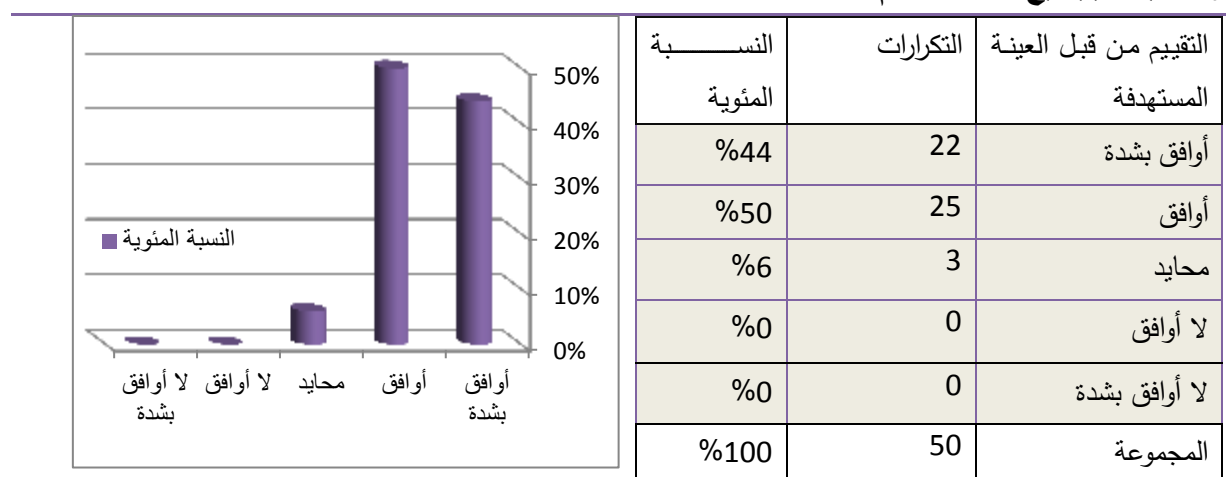 التقييم من قبل العينة المستهدفة	التكرارات	النســـــــبة المئوية
أوافق بشدة	22	%44
أوافق	25	%50
محايد	3	%6
لا أوافق	0	%0
لا أوافق بشدة	0	%0
المجموعة	50	%100
50%
40%
30%
20%
10%
0%
النسبة المئوية
أوافق بشدة
أوافق
محايد
لا أوافق
لا أوافق بشدة